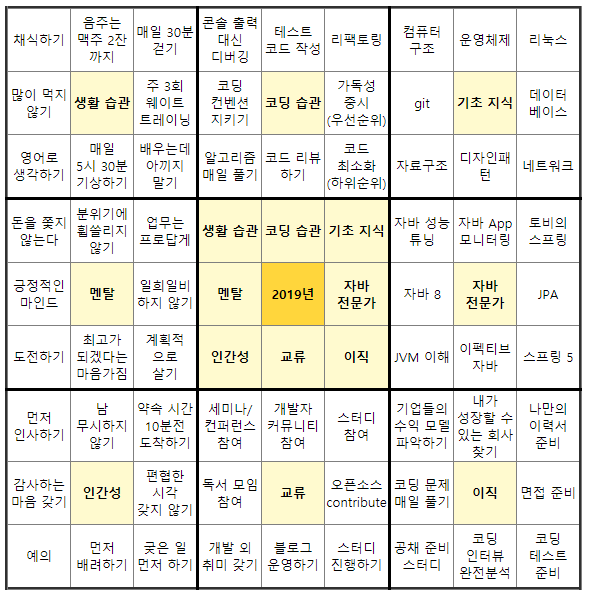 채식하기
음주는
맥주 2잔
까지
매일 30분
걷기
콘솔 출력
대신
디버깅
테스트
코드 작성
리팩토링
컴퓨터
구조
운영체제
리눅스
많이 먹지
않기
생활 습관
주 3회
웨이트
트레이닝
코딩
컨벤션
지키기
코딩 습관
가독성
중시
(우선순위)
git
기초 지식
데이터
베이스
영어로
생각하기
매일
5시 30분
기상하기
배우는데
아끼지
말기
알고리즘
매일 풀기
코드 리뷰
하기
코드
최소화
(하위순위)
자료구조
디자인패
턴
네트워크
돈을 쫓지
않는다
분위기에
휩쓸리지
않기
업무는
프로답게
생활 습관
코딩 습관
기초 지식
자바 성능
튜닝
자바 App
모니터링
토비의
스프링
긍정적인
마인드
멘탈
일희일비
하지 않기
멘탈
2019년
자바
전문가
자바 8
자바
전문가
JPA
도전하기
최고가
되겠다는
마음가짐
계획적
으로
살기
인간성
교류
이직
JVM 이해
이펙티브
자바
스프링 5
먼저
인사하기
남
무시하지
않기
약속 시간
10분전
도착하기
세미나/
컨퍼런스
참여
개발자
커뮤니티
참여
스터디
참여
기업들의
수익 모델
파악하기
내가
성장할 수
있는 회사
찾기
나만의
이력서
준비
감사하는
마음 갖기
인간성
편협한
시각
갖지 않기
독서 모임
참여
교류
오픈소스
contribute
코딩 문제
매일 풀기
이직
면접 준비
예의
먼저
배려하기
궂은 일
먼저 하기
개발 외
취미 갖기
블로그
운영하기
스터디
진행하기
공채 준비
스터디
코딩
인터뷰
완전분석
코딩
테스트
준비